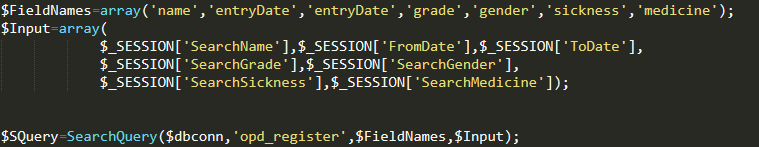 $FieldNames=array('name','entryDate','entryDate','grade','gender','sickness','medicine');
$Input=array(
$_SESSION['SearchName'],$_SESSION['FromDate'],$_SESSION['ToDate'],
$_SESSION['SearchGrade'],$_SESSION['SearchGender'],
$_SESSION['SearchSickness'],$_SESSION['SearchMedicine']);
$SQuery=SearchQuery($dbconn,'opd_register',$FieldNames,$Input);